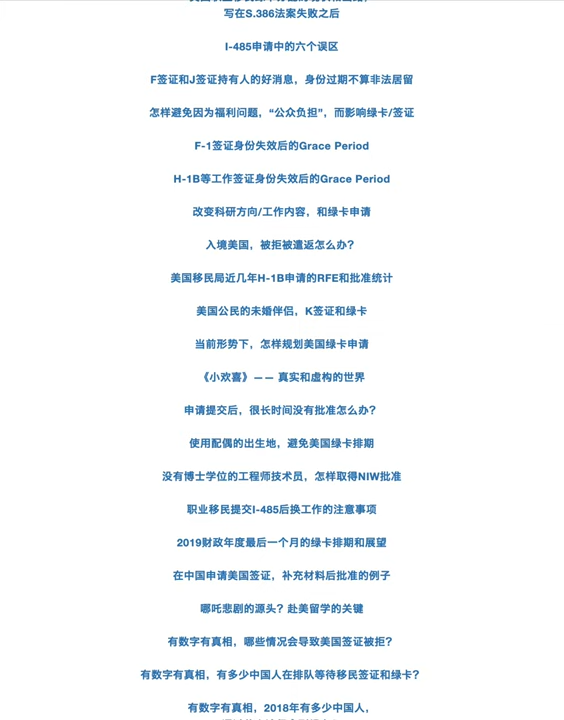 写在S.386法案失败之后
I-485申请中的六个误区
F签证和J签证持有人的好消息，身份过期不算非法居留
怎样避免因为福利问题，“公众负担”，而影响绿卡/签证
F-1签证身份失效后的Grace Period
H-1B等工作签证身份失效后的Grace Period
改变科研方向/工作内容，和绿卡申请
入境美国，被拒被遣返怎么办？
美国移民局近几年H-1B申请的RFE和批准统计
美国公民的未婚伴侣，K签证和绿卡
当前形势下，怎样规划美国绿卡申请
《小欢喜》—— 真实和虚构的世界
申请提交后，很长时间没有批准怎么办？
使用配偶的出生地，避免美国绿卡排期
没有博士学位的工程师技术员，怎样取得NIW批准
职业移民提交I-485后换工作的注意事项
2019财政年度最后一个月的绿卡排期和展望
在中国申请美国签证，补充材料后批准的例子
哪吒悲剧的源头？赴美留学的关键
有数字有真相，哪些情况会导致美国签证被拒？
有数字有真相，有多少中国人在排队等待移民签证和绿卡？
有数字有真相，2018年有多少中国人，